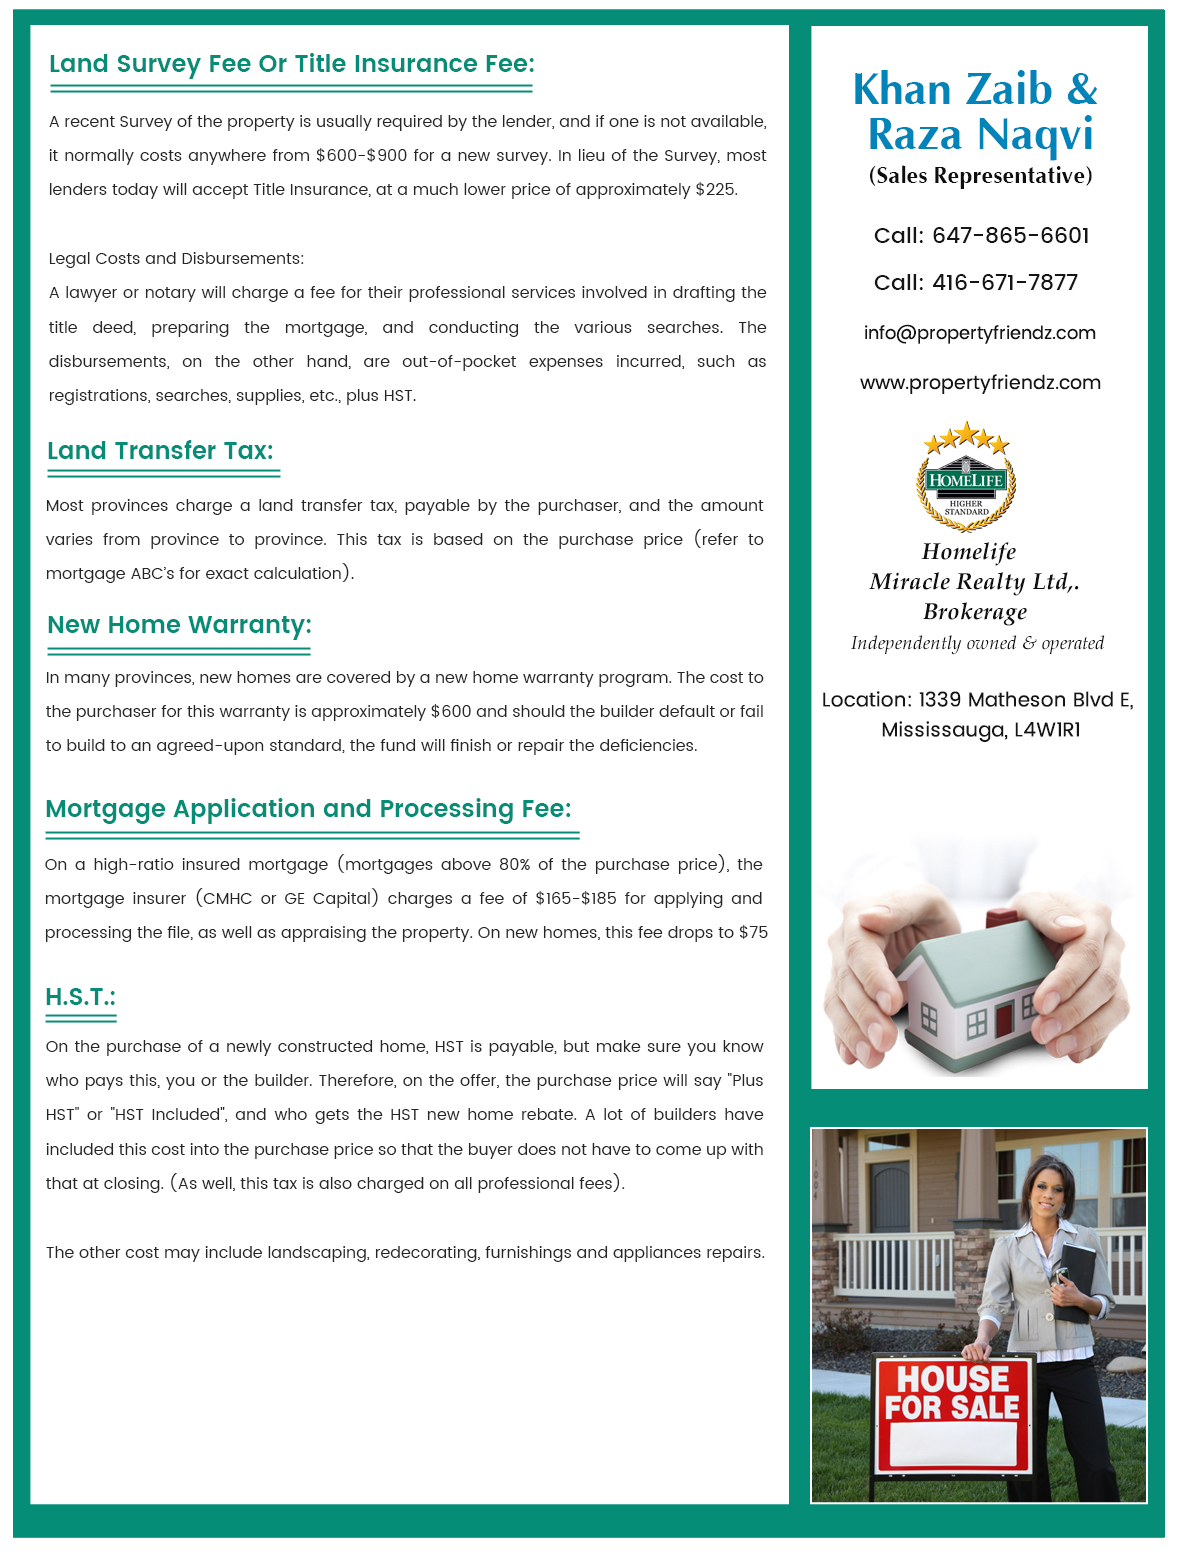 Land Survey Fee Or Title Insurance Fee:
A recent Survey of the property is usually required by the lender, and if one is not available,
it normally costs anywhere from $600-$900 for a new survey. In lieu of the Survey, most
lenders today will accept Title Insurance, at a much lower price of approximately $225.
Legal Costs and Disbursements:
A lawyer or notary will charge a fee for their professional services involved in drafting the
title deed, preparing the mortgage, and conducting the various searches. The
disbursements, on the other hand, are out-of-pocket expenses incurred, such as
registrations, searches, supplies, etc., plus HST.
Land Transfer Tax:
Most provinces charge a land transfer tax, payable by the purchaser, and the amount
varies from province to province. This tax is based on the purchase price (refer to
mortgage ABC's for exact calculation).
New Home Warranty:
In many provinces, new homes are covered by a new home warranty program. The cost to
the purchaser for this warranty is approximately $600 and should the builder default or fail
to build to an agreed-upon standard, the fund will finish or repair the deficiencies.
Mortgage Application and Processing Fee:
On a high-ratio insured mortgage (mortgages above 80% of the purchase price), the
mortgage insurer (CMHC or GE Capital) charges a fee of $165-$185 for applying and
processing the file, as well as appraising the property. On new homes, this fee drops to $75
H.S.T.:
On the purchase of a newly constructed home, HST is payable, but make sure you know
who pays this, you or the builder. Therefore, on the offer, the purchase price will say "Plus
HST" or "HST Included", and who gets the HST new home rebate. A lot of builders have
included this cost into the purchase price so that the buyer does not have to come up with
that at closing. (As well, this tax is also charged on all professional fees).
The other cost may include landscaping, redecorating, furnishings and appliances repairs.
Khan Zaib &
Raza Naqvi
(Sales Representative)
Call: 647-865-6601
Call: 416-671-7877
info@propertyfriendz.com
www.propertyfriendz.com
HOMELIFE
HIGHER
STANDARD
Homelife
Miracle Realty Ltd,.
Brokerage
Independently owned & operated
Location: 1339 Matheson Blvd E,
Mississauga, L4W1R1
1004
HOUSE
FOR SALE